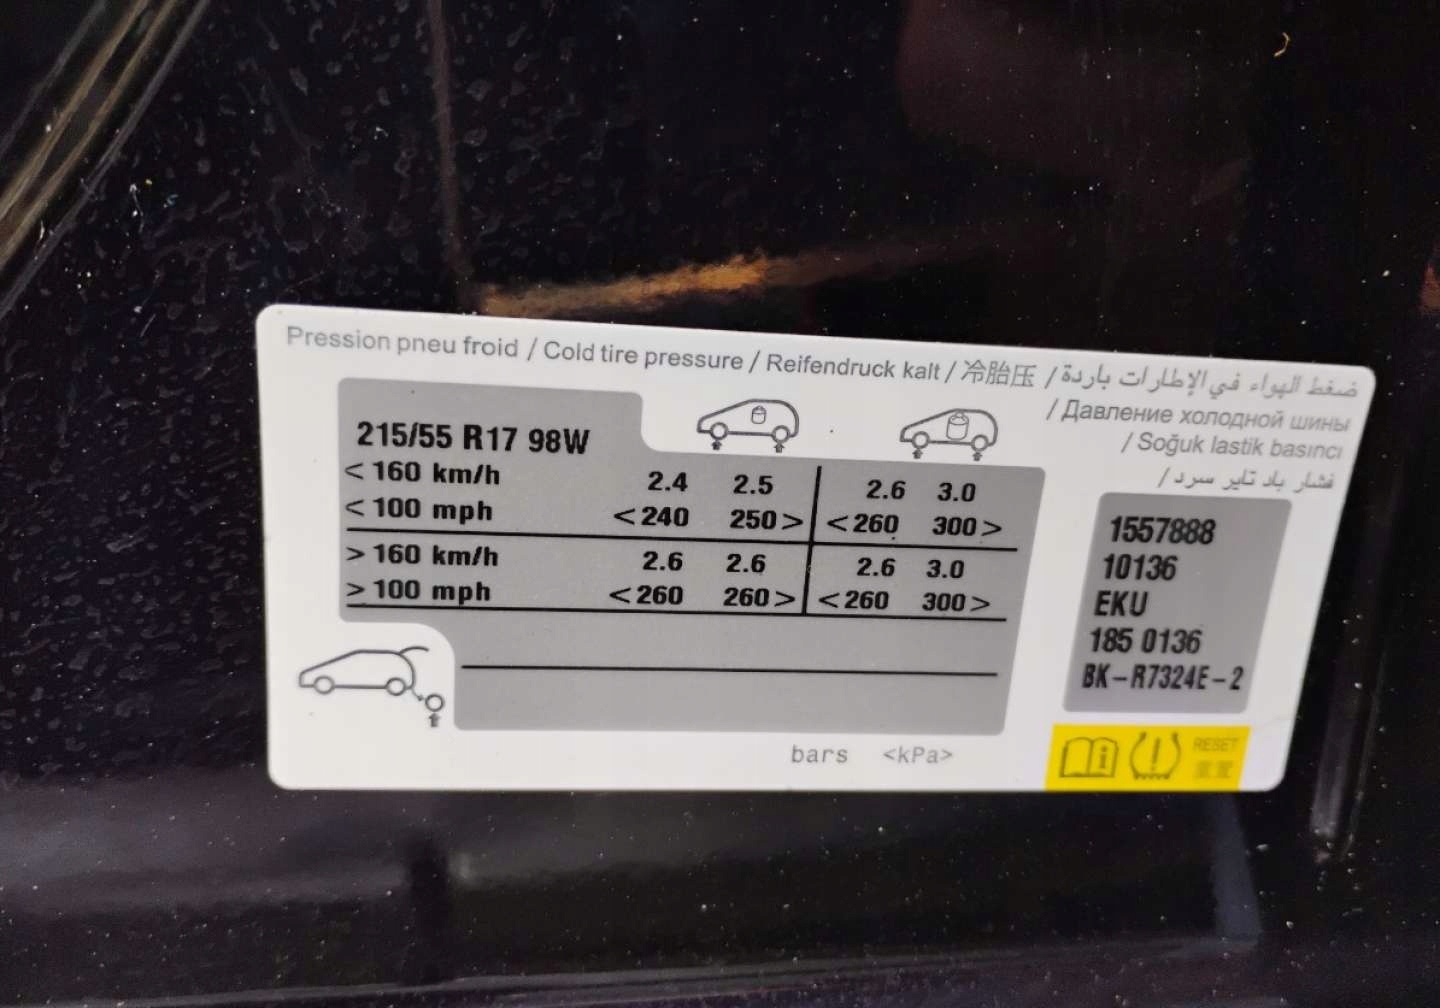 Pression pneu froid / Cold tire pressure / Reifendruck kalt / 冷胎压 / ضغط الهواء في الإطارات باردة
/ Давление холодной шины
/ Soğuk lastik basıncı
/ فشار باد تایر سرد
215/55 R17 98W
< 160 km/h 2.4 2.5 2.6 3.0
< 100 mph <240 250> <260 300>
> 160 km/h 2.6 2.6 2.6 3.0
> 100 mph <260 260> <260 300>
bars <kPa>
1557888
10136
EKU
185 0136
BK-R7324E-2
RESET